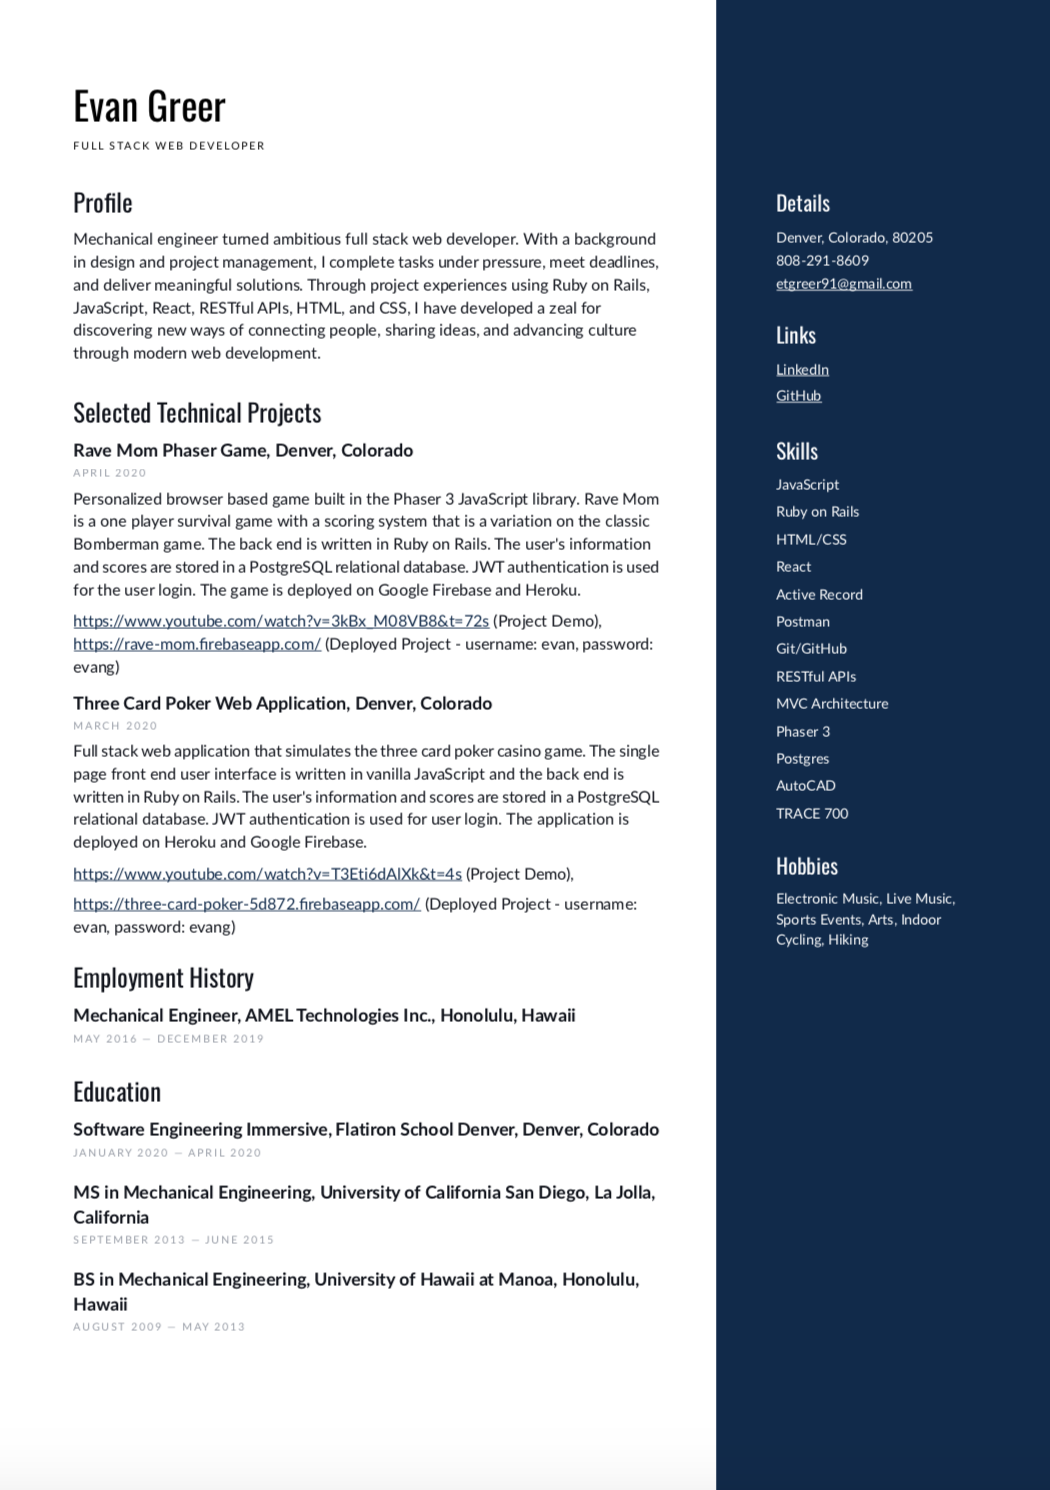 Evan Greer
FULL STACK WEB DEVELOPER
Profile
Mechanical engineer turned ambitious full stack web developer. With a background
in design and project management, I complete tasks under pressure, meet deadlines,
and deliver meaningful solutions. Through project experiences using Ruby on Rails,
JavaScript, React, RESTful APIs, HTML, and CSS, I have developed a zeal for
discovering new ways of connecting people, sharing ideas, and advancing culture
through modern web development.
Selected Technical Projects
Rave Mom Phaser Game, Denver, Colorado
APRIL 2020
Personalized browser based game built in the Phaser 3 JavaScript library. Rave Mom
is a one player survival game with a scoring system that is a variation on the classic
Bomberman game. The back end is written in Ruby on Rails. The user's information
and scores are stored in a PostgreSQL relational database. JWT authentication is used
for the user login. The game is deployed on Google Firebase and Heroku.
https://www.youtube.com/watch?v=3kBx_M08VB8&t=72s (Project Demo),
https://rave-mom.firebaseapp.com/ (Deployed Project - username: evan, password:
evang)
Three Card Poker Web Application, Denver, Colorado
MARCH 2020
Full stack web application that simulates the three card poker casino game. The single
page front end user interface is written in vanilla JavaScript and the back end is
written in Ruby on Rails. The user's information and scores are stored in a PostgreSQL
relational database. JWT authentication is used for user login. The application is
deployed on Heroku and Google Firebase.
https://www.youtube.com/watch?v=T3Eti6dAlXk&t=4s (Project Demo),
https://three-card-poker-5d872.firebaseapp.com/ (Deployed Project - username:
evan, password: evang)
Employment History
Mechanical Engineer, AMEL Technologies Inc., Honolulu, Hawaii
MAY 2016 — DECEMBER 2019
Education
Software Engineering Immersive, Flatiron School Denver, Denver, Colorado
JANUARY 2020 — APRIL 2020
MS in Mechanical Engineering, University of California San Diego, La Jolla,
California
SEPTEMBER 2013 — JUNE 2015
BS in Mechanical Engineering, University of Hawaii at Manoa, Honolulu,
Hawaii
AUGUST 2009 — MAY 2013
Details
Denver, Colorado, 80205
808-291-8609
etgreer91@gmail.com
Links
LinkedIn
GitHub
Skills
JavaScript
Ruby on Rails
HTML/CSS
React
Active Record
Postman
Git/GitHub
RESTful APIs
MVC Architecture
Phaser 3
Postgres
AutoCAD
TRACE 700
Hobbies
Electronic Music, Live Music,
Sports Events, Arts, Indoor
Cycling, Hiking